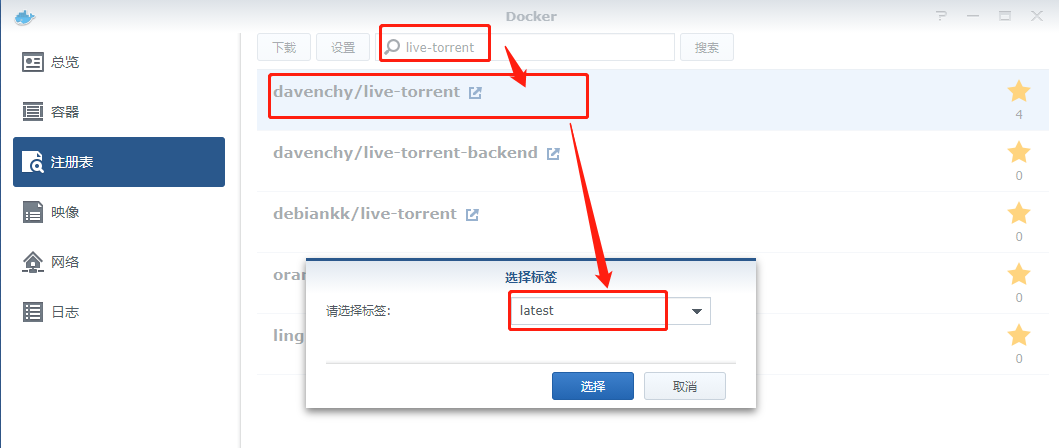 Docker
总览
容器
注册表
映像
网络
日志
下载 设置 live-torrent 搜索
davenchy/live-torrent
4
davenchy/live-torrent-backend
0
debiankk/live-torrent
0
0
0
选择标签
请选择标签: latest
选择 取消